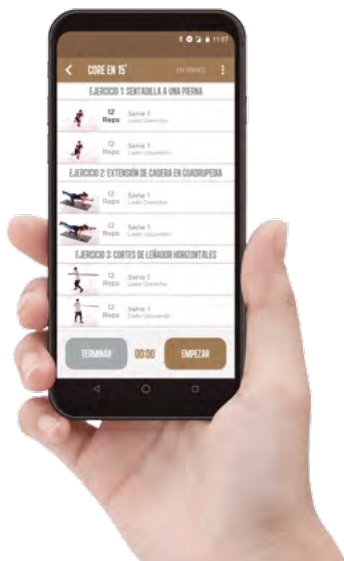 11:07
CORE EN 15'
EJERCICIO 1: SENTADILLA A UNA PIERNA
12 Serie 1
Reps Lado Derecho
12 Serie 1
Reps Lado Izquierdo
EJERCICIO 2: EXTENSIÓN DE CADERA EN CUADRUPEDIA
12 Serie 1
Reps Lado Derecho
12 Serie 1
Reps Lado Izquierdo
EJERCICIO 3: CORTES DE LEÑADOR HORIZONTALES
12 Serie 1
Reps Lado Derecho
12 Serie 1
Reps Lado Izquierdo
TERMINAR 00:00 EMPEZAR